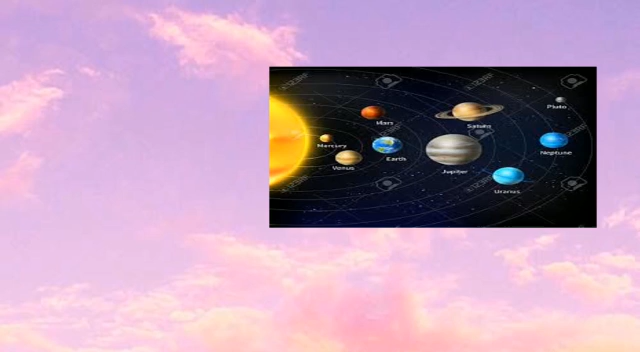 Pluto
Mars
Saturn
Mercury
Earth
Neptune
Venus
Jupiter
Uranus